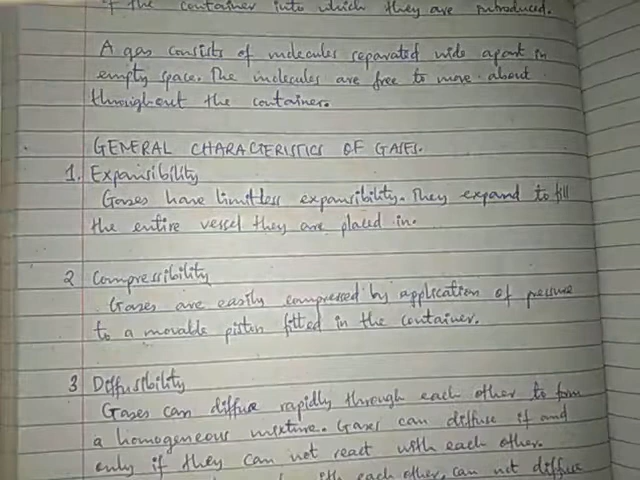 of the container into which they are introduced.
A gas consists of molecules separated wide apart in
empty space. The molecules are free to move about
throughout the container.
GENERAL CHARACTERISTICS OF GASES.
1. Expansibility
Gases have limitless expansibility. They expand to fill
the entire vessel they are placed in.
2 Compressibility
Gases are easily compressed by application of pressure
to a movable piston fitted in the container.
3 Diffusibility
Gases can diffuse rapidly through each other to form
a homogeneous mixture. Gases can diffuse if and
only if they can not react with each other.
each other, can not diffuse